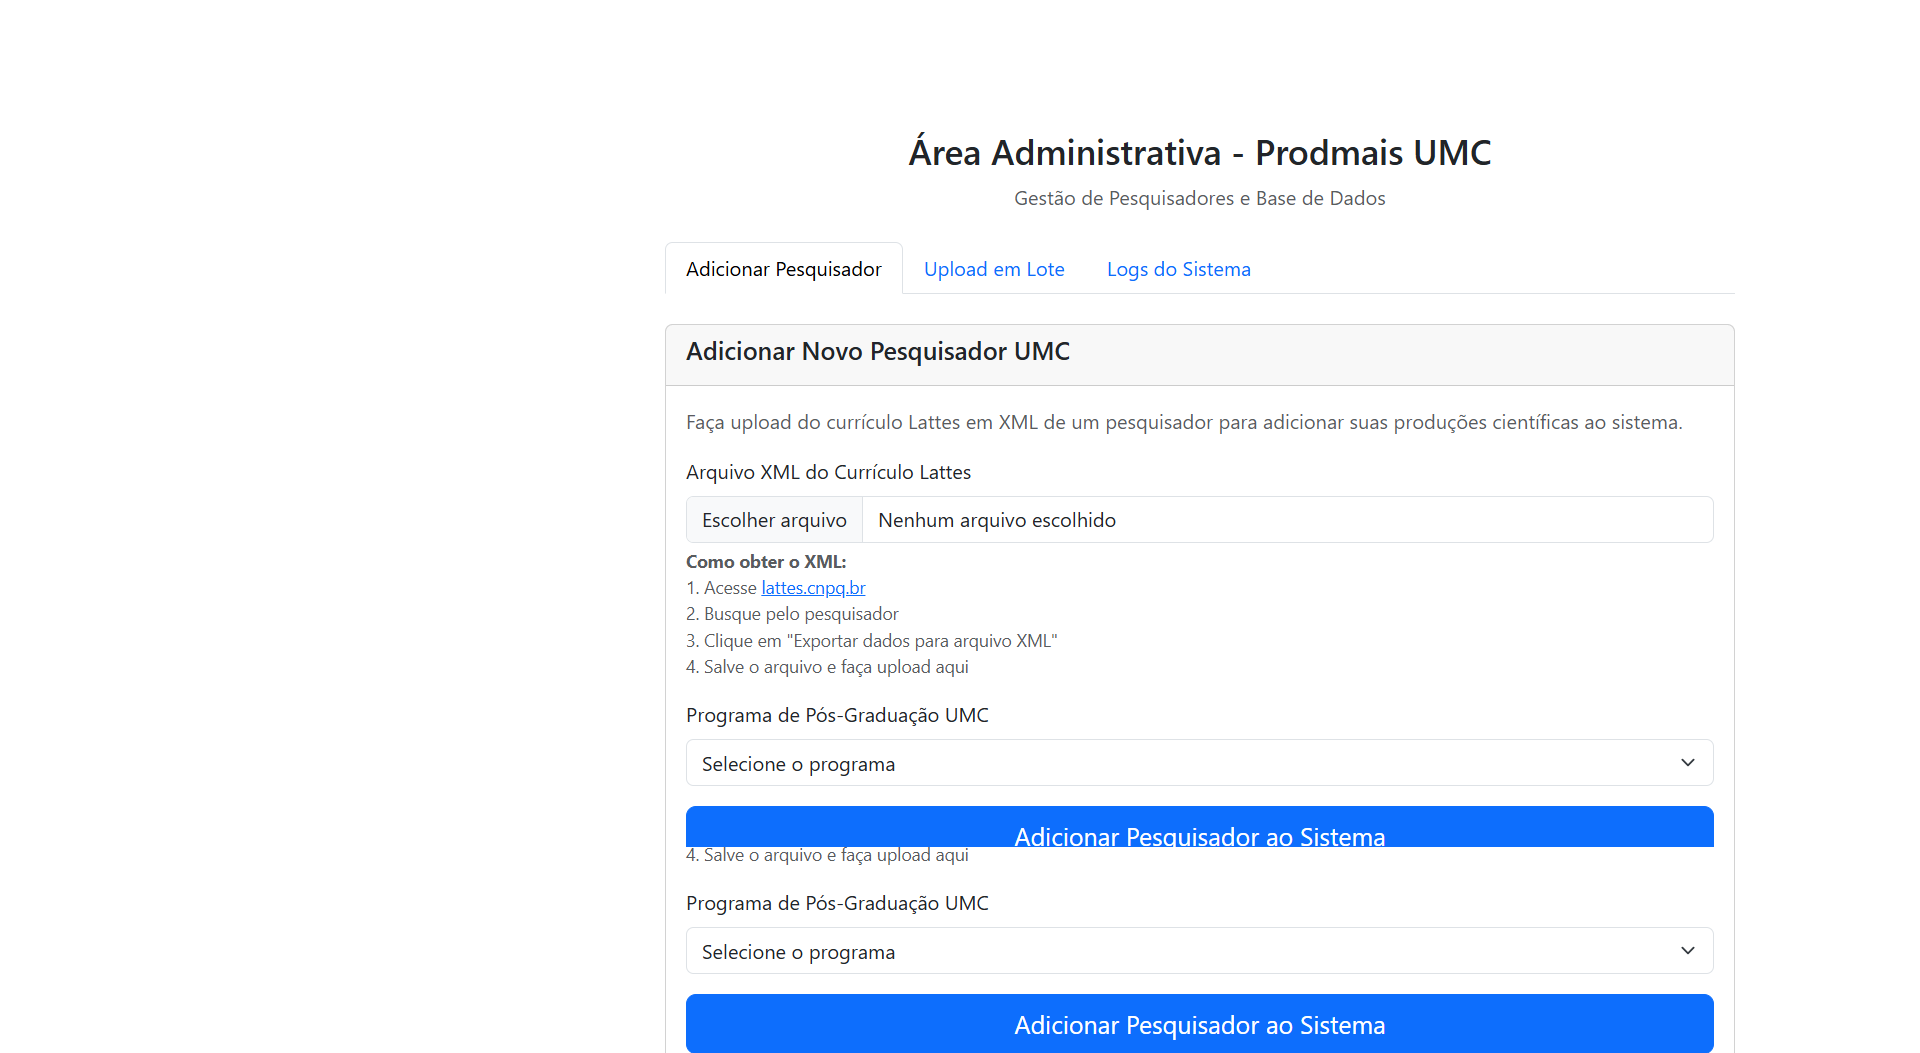 Área Administrativa - Prodmais UMC
Gestão de Pesquisadores e Base de Dados
Adicionar Pesquisador Upload em Lote Logs do Sistema
Adicionar Novo Pesquisador UMC
Faça upload do currículo Lattes em XML de um pesquisador para adicionar suas produções científicas ao sistema.
Arquivo XML do Currículo Lattes
Escolher arquivo Nenhum arquivo escolhido
Como obter o XML:
1. Acesse lattes.cnpq.br
2. Busque pelo pesquisador
3. Clique em "Exportar dados para arquivo XML"
4. Salve o arquivo e faça upload aqui
Programa de Pós-Graduação UMC
Selecione o programa
Adicionar Pesquisador ao Sistema
4. Salve o arquivo e faça upload aqui
Programa de Pós-Graduação UMC
Selecione o programa
Adicionar Pesquisador ao Sistema